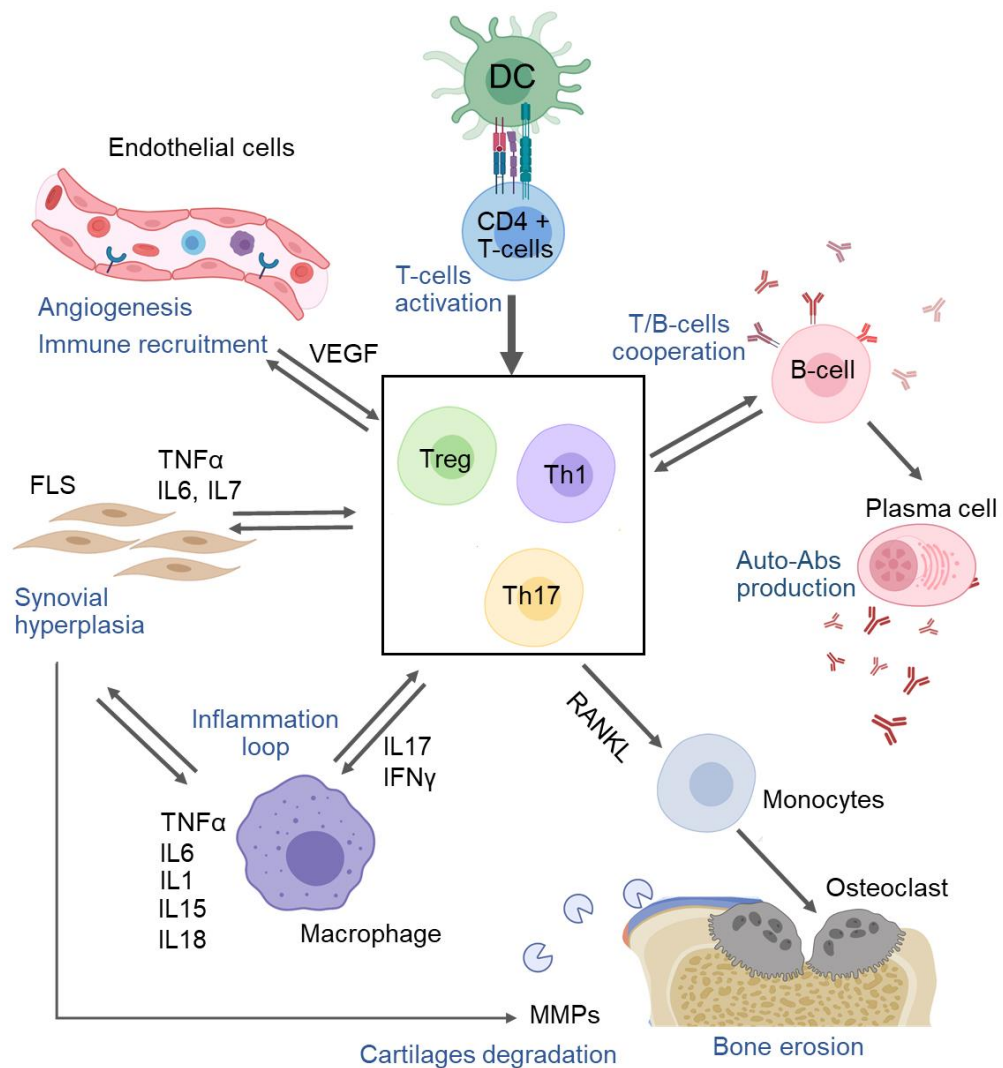 DC
Endothelial cells
CD4 +
T-cells
T-cells
activation
Angiogenesis
Immune recruitment
VEGF
T/B-cells
cooperation
B-cell
Treg
Th1
Th17
FLS
TNFα
IL6, IL7
Synovial
hyperplasia
Plasma cell
Auto-Abs
production
Inflammation
loop
IL17
IFNγ
RANKL
Monocytes
TNFα
IL6
IL1
IL15
IL18
Macrophage
Osteoclast
MMPs
Cartilages degradation
Bone erosion